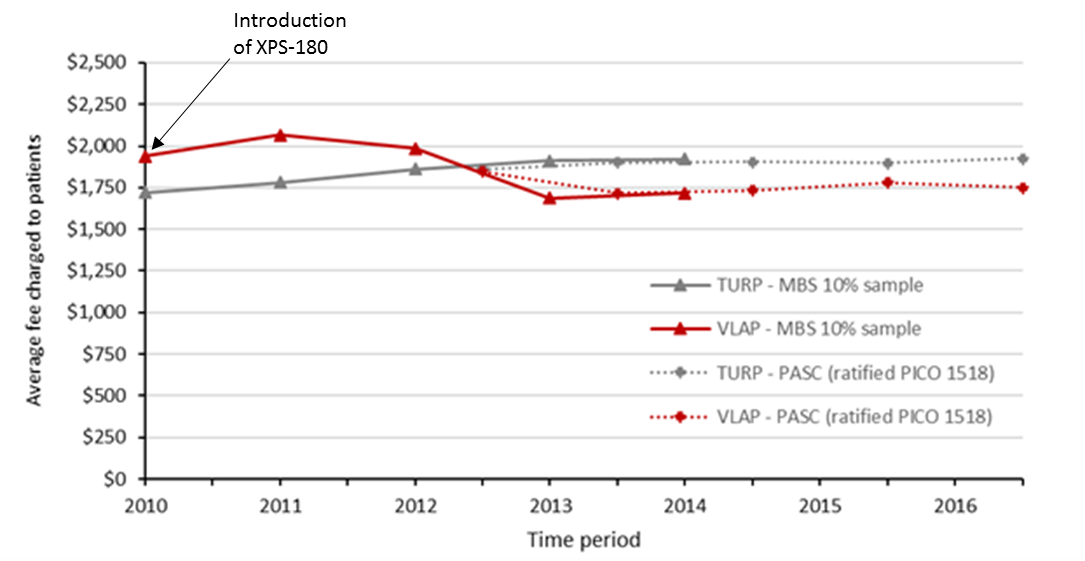 Introduction
of XPS-180
$2,500
$2,250
$2,000
$1,750
$1,500
$1,250
$1,000
$750
$500
$250
$0
Average fee charged to patients
TURP - MBS 10% sample
VLAP - MBS 10% sample
TURP - PASC (ratified PICO 1518)
VLAP - PASC (ratified PICO 1518)
2010 2011 2012 2013 2014 2015 2016
Time period